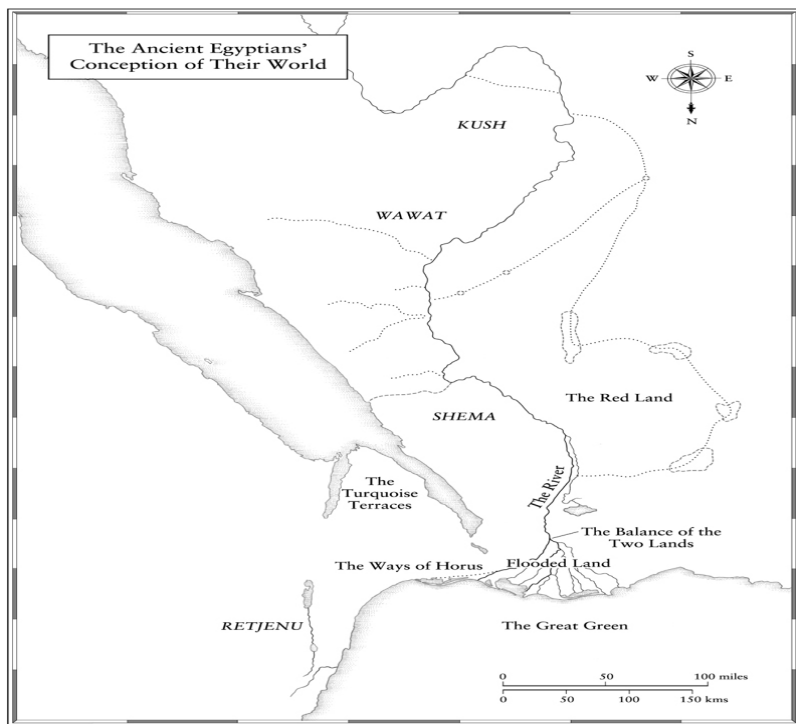 The Ancient Egyptians'
Conception of Their World
S
W E
N
KUSH
WAWAT
The Red Land
SHEMA
The River
The
Turquoise
Terraces
The Balance of the
Two Lands
The Ways of Horus
Flooded Land
RETJENU
The Great Green
0 50 100 miles
0 50 100 150 kms